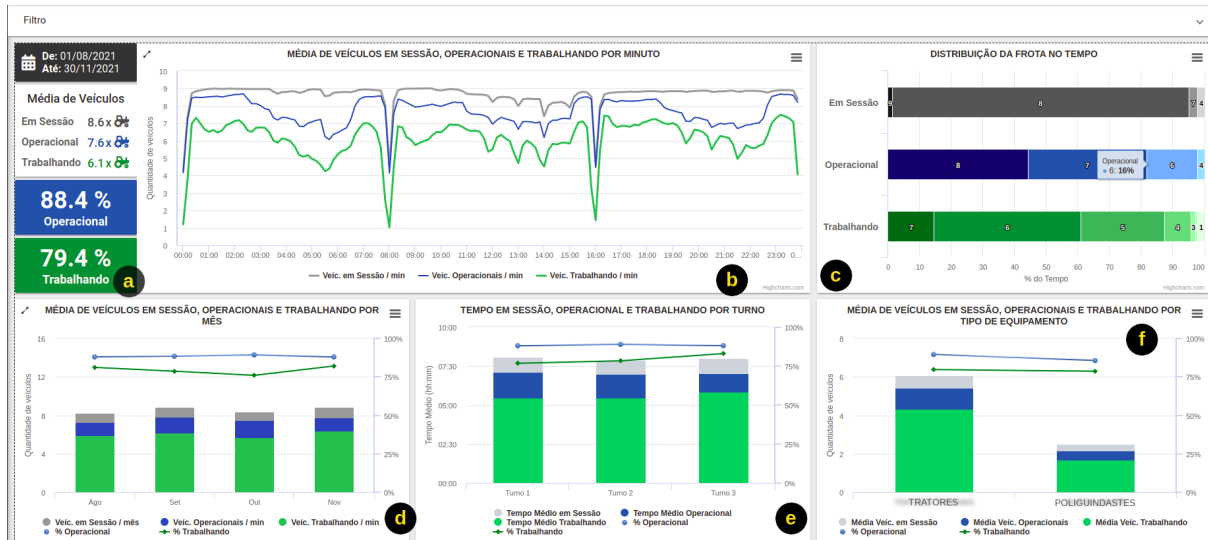 Filtro
De: 01/08/2021
Até: 30/11/2021
Média de Veículos
Em Sessão 8.6 x
Operacional 7.6 x
Trabalhando 6.1 x
88.4 %
Operacional
79.4 %
Trabalhando
a
MÉDIA DE VEÍCULOS EM SESSÃO, OPERACIONAIS E TRABALHANDO POR MINUTO
Quantidade de veículos
10
9
8
7
6
5
4
3
2
1
0
00:00 01:00 02:00 03:00 04:00 05:00 06:00 07:00 08:00 09:00 10:00 11:00 12:00 13:00 14:00 15:00 16:00 17:00 18:00 19:00 20:00 21:00 22:00 23:00 0...
Veíc. em Sessão / min Veíc. Operacionais / min Veíc. Trabalhando / min
b
Highcharts.com
DISTRIBUIÇÃO DA FROTA NO TEMPO
Em Sessão 9 8 7 4
Operacional 8 7 6 4
Operacional
6: 16%
Trabalhando 7 6 5 4 3 1
0 10 20 30 40 50 60 70 80 90 100
% do Tempo
c
Highcharts.com
MÉDIA DE VEÍCULOS EM SESSÃO, OPERACIONAIS E TRABALHANDO POR
MÊS
Quantidade de veículos
16 100%
12 75%
8 50%
4 25%
0 0%
Ago Set Out Nov
Veíc. em Sessão / mês Veíc. Operacionais / min Veíc. Trabalhando / min
% Operacional % Trabalhando
d
TEMPO EM SESSÃO, OPERACIONAL E TRABALHANDO POR TURNO
Tempo Médio (hh:mm)
10:00 100%
07:30 75%
05:00 50%
02:30 25%
00:00 0%
Turno 1 Turno 2 Turno 3
Tempo Médio em Sessão Tempo Médio Operacional
Tempo Médio Trabalhando % Operacional
% Trabalhando
e
MÉDIA DE VEÍCULOS EM SESSÃO, OPERACIONAIS E TRABALHANDO POR
TIPO DE EQUIPAMENTO
f
Quantidade de veículos
8 100%
6 75%
4 50%
2 25%
0 0%
TRATORES POLIGUINDASTES
Média Veíc. em Sessão Média Veíc. Operacionais Média Veíc. Trabalhando
% Operacional % Trabalhando